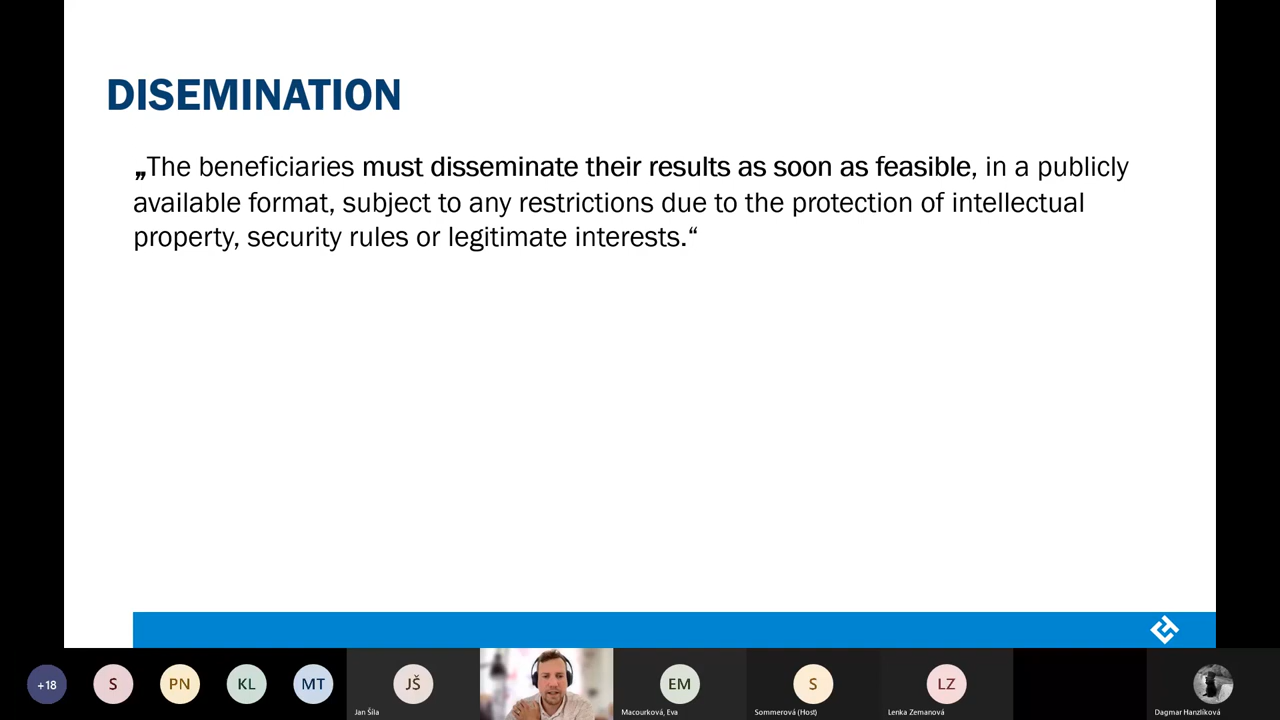 DISEMINATION
„The beneficiaries must disseminate their results as soon as feasible, in a publicly
available format, subject to any restrictions due to the protection of intellectual
property, security rules or legitimate interests.“
+18
S
PN
KL
MT
JŠ
Jan Šíla
EM
Macourková, Eva
S
Sommerová (Host)
LZ
Lenka Zemanová
Dagmar Hanzlíková